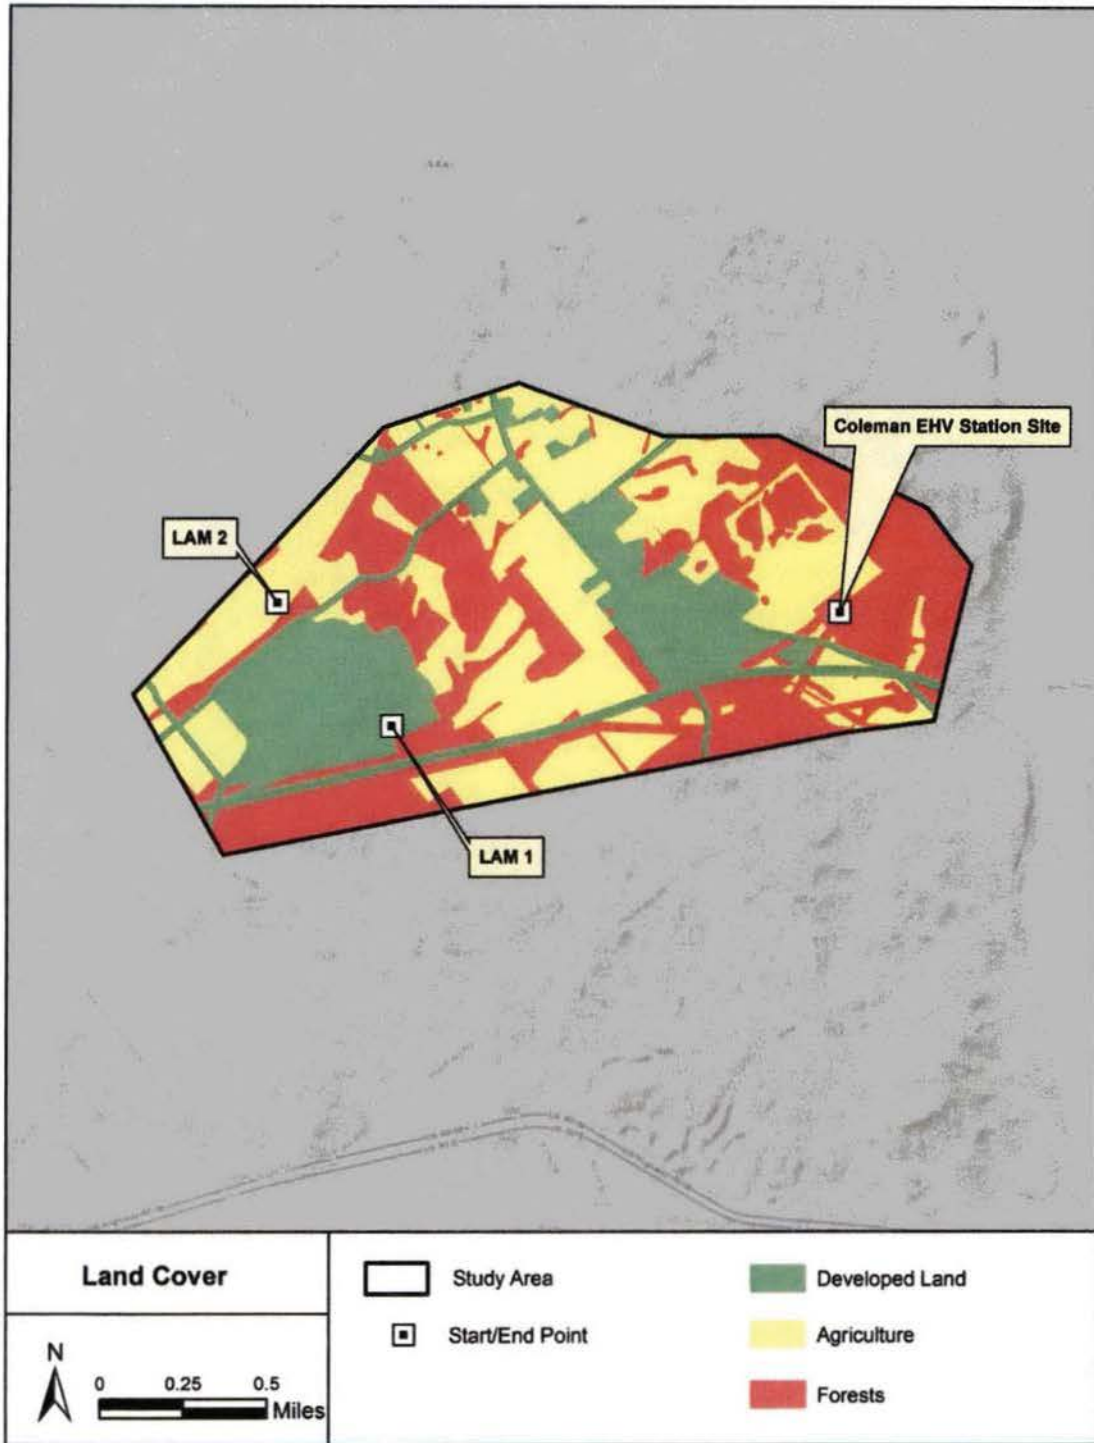 Coleman EHV Station Site
LAM 2
LAM 1
Land Cover
N
0 0.25 0.5
Miles
Study Area
Start/End Point
Developed Land
Agriculture
Forests